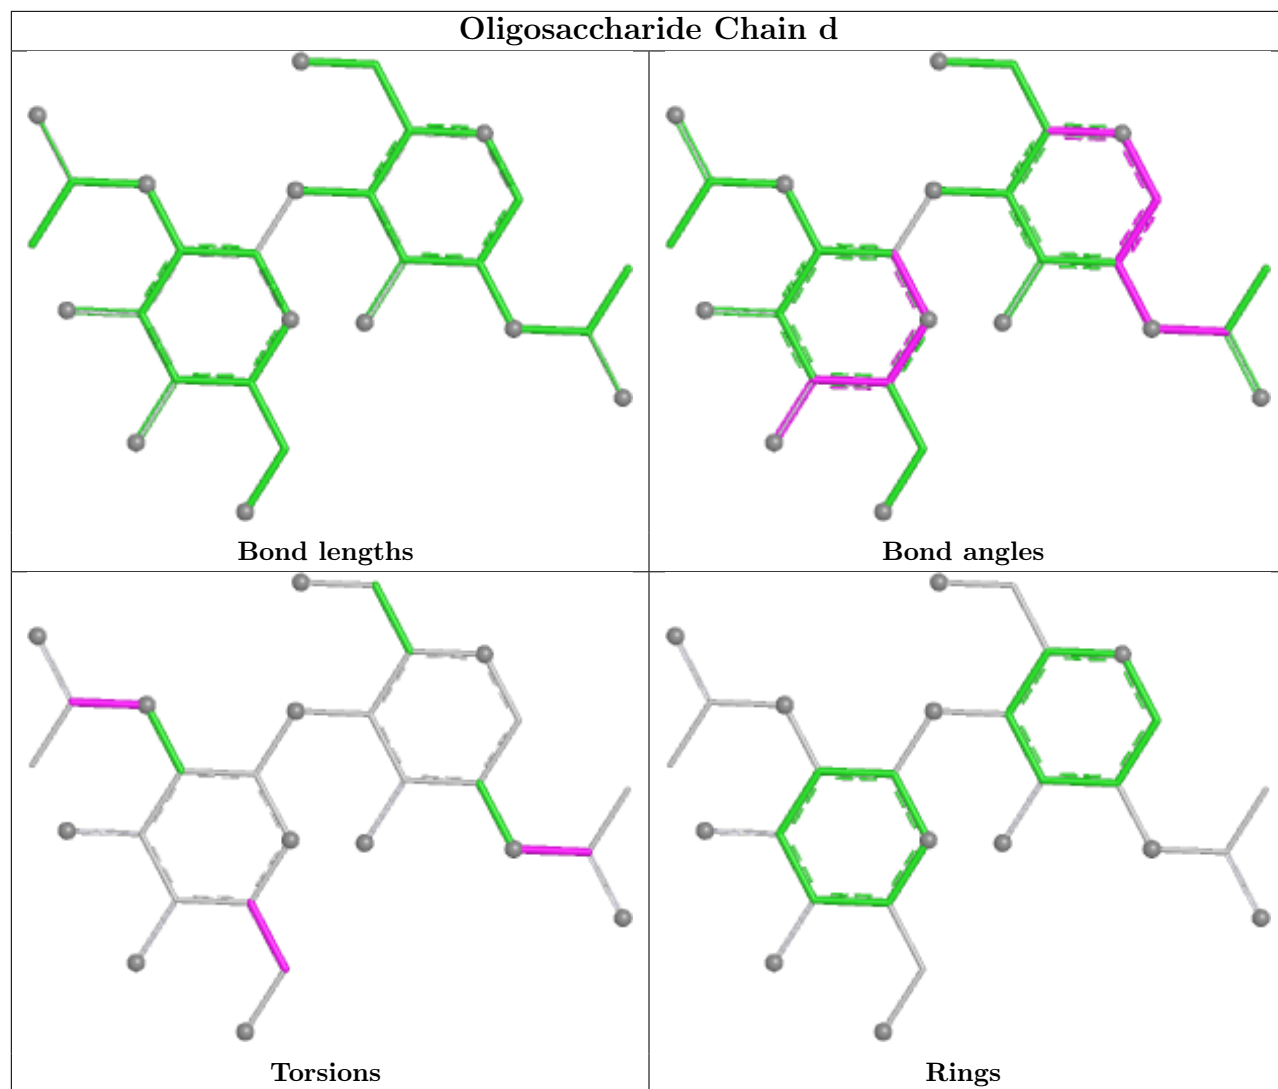 Oligosaccharide Chain d
Bond lengths
Bond angles
Torsions
Rings